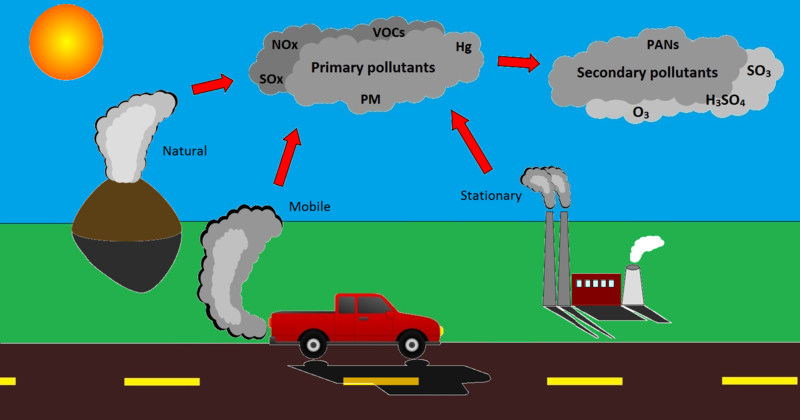 NOx
VOCs
Hg
SOx
Primary pollutants
PM
PANs
Secondary pollutants
SO₃
H₃SO₄
O₃
Natural
Mobile
Stationary